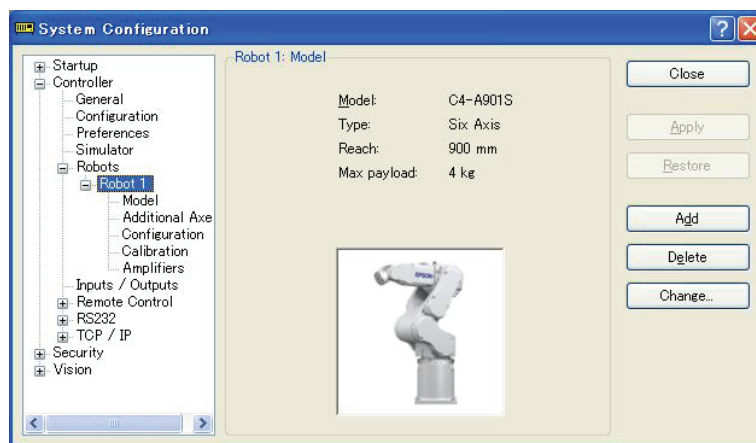 System Configuration
Startup
Controller
General
Configuration
Preferences
Simulator
Robots
Robot 1
Model
Additional Axe
Configuration
Calibration
Amplifiers
Inputs / Outputs
Remote Control
RS232
TCP / IP
Security
Vision
Robot 1: Model
Model: C4-A901S
Type: Six Axis
Reach: 900 mm
Max payload: 4 kg
EPSON
Close
Apply
Restore
Add
Delete
Change...